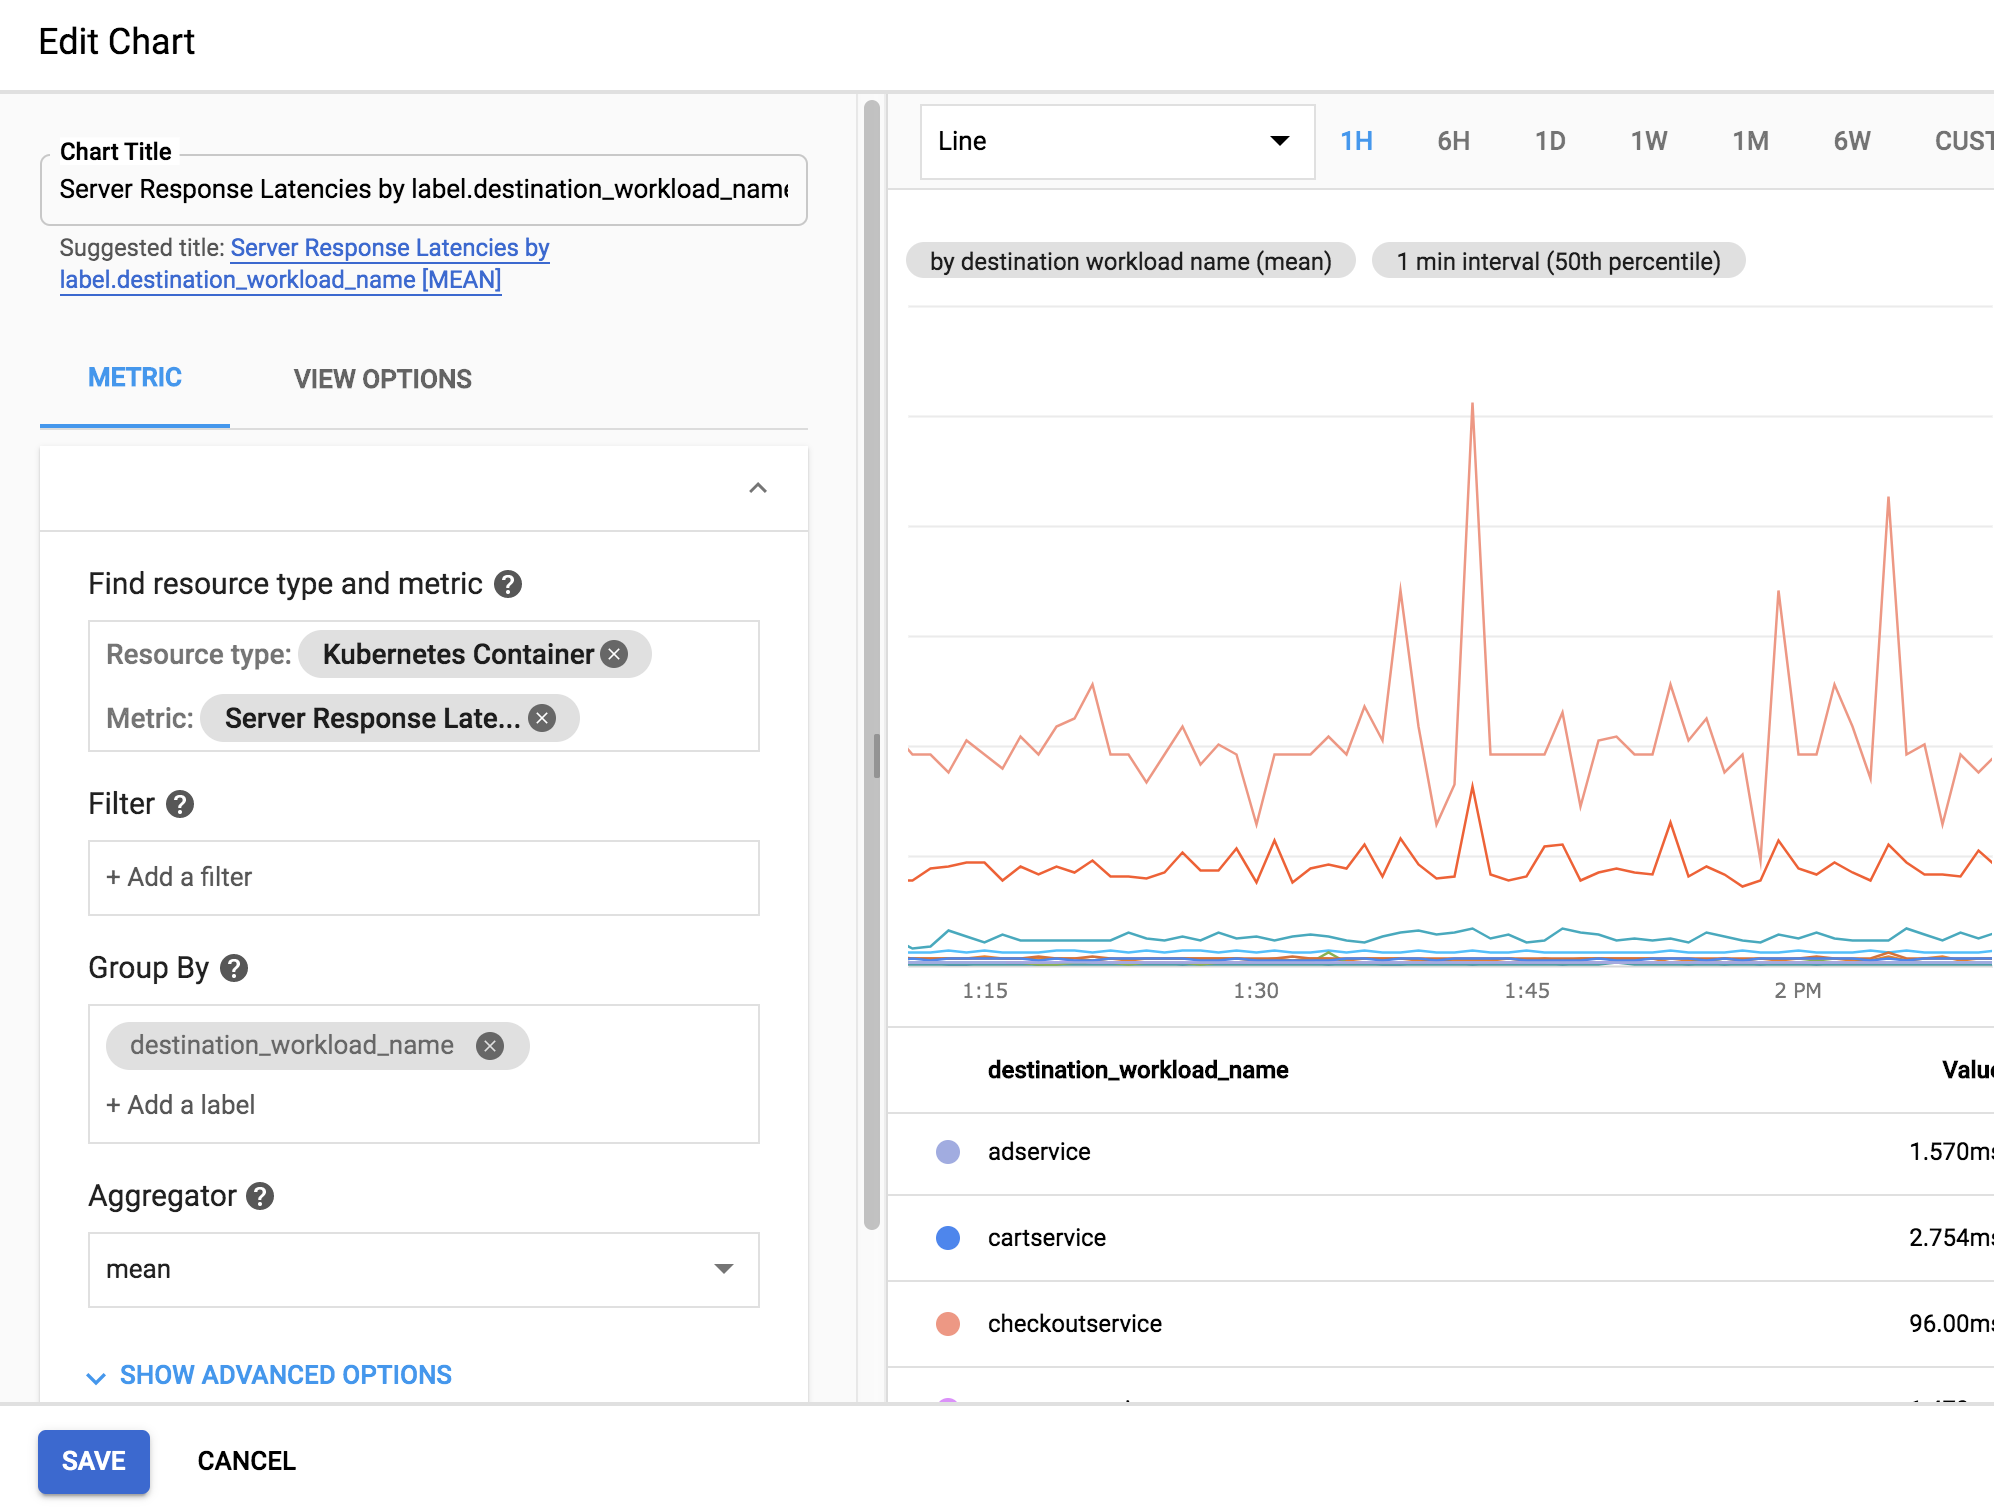 Edit Chart
Chart Title
Server Response Latencies by label.destination_workload_name
Suggested title: Server Response Latencies by
label.destination_workload_name [MEAN]
METRIC
VIEW OPTIONS
Find resource type and metric
Resource type: Kubernetes Container
Metric: Server Response Late...
Filter
+ Add a filter
Group By
destination_workload_name
+ Add a label
Aggregator
mean
SHOW ADVANCED OPTIONS
SAVE
CANCEL
Line
1H 6H 1D 1W 1M 6W CUST
by destination workload name (mean)
1 min interval (50th percentile)
1:15 1:30 1:45 2 PM
destination_workload_name Value
adservice 1.570ms
cartservice 2.754ms
checkoutservice 96.00ms